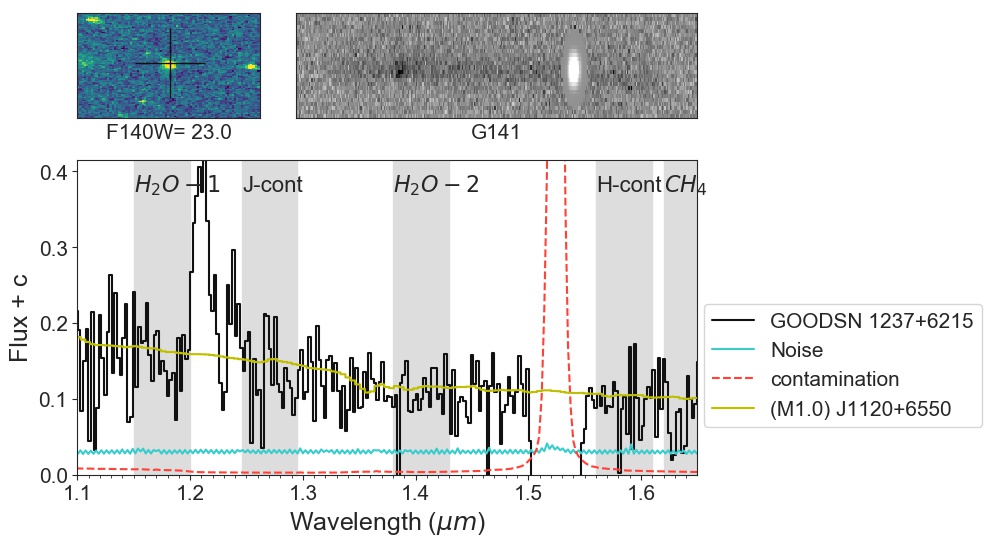 F140W= 23.0
G141
H₂O − 1
J-cont
H₂O − 2
H-cont
CH₄
0.4
0.3
0.2
0.1
0.0
Flux + c
1.1
1.2
1.3
1.4
1.5
1.6
Wavelength (μm)
GOODSN 1237+6215
Noise
contamination
(M1.0) J1120+6550